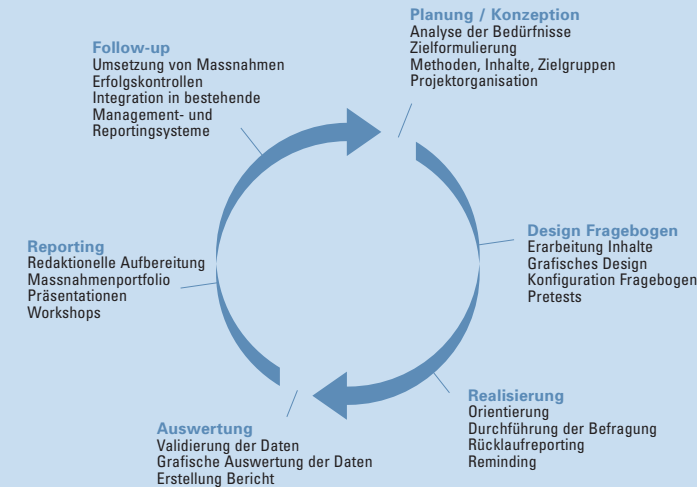 Planung / Konzeption
Analyse der Bedürfnisse
Zielformulierung
Methoden, Inhalte, Zielgruppen
Projektorganisation
Design Fragebogen
Erarbeitung Inhalte
Grafisches Design
Konfiguration Fragebogen
Pretests
Realisierung
Orientierung
Durchführung der Befragung
Rücklaufreporting
Reminding
Auswertung
Validierung der Daten
Grafische Auswertung der Daten
Erstellung Bericht
Reporting
Redaktionelle Aufbereitung
Massnahmenportfolio
Präsentationen
Workshops
Follow-up
Umsetzung von Massnahmen
Erfolgskontrollen
Integration in bestehende
Management- und
Reportingsysteme